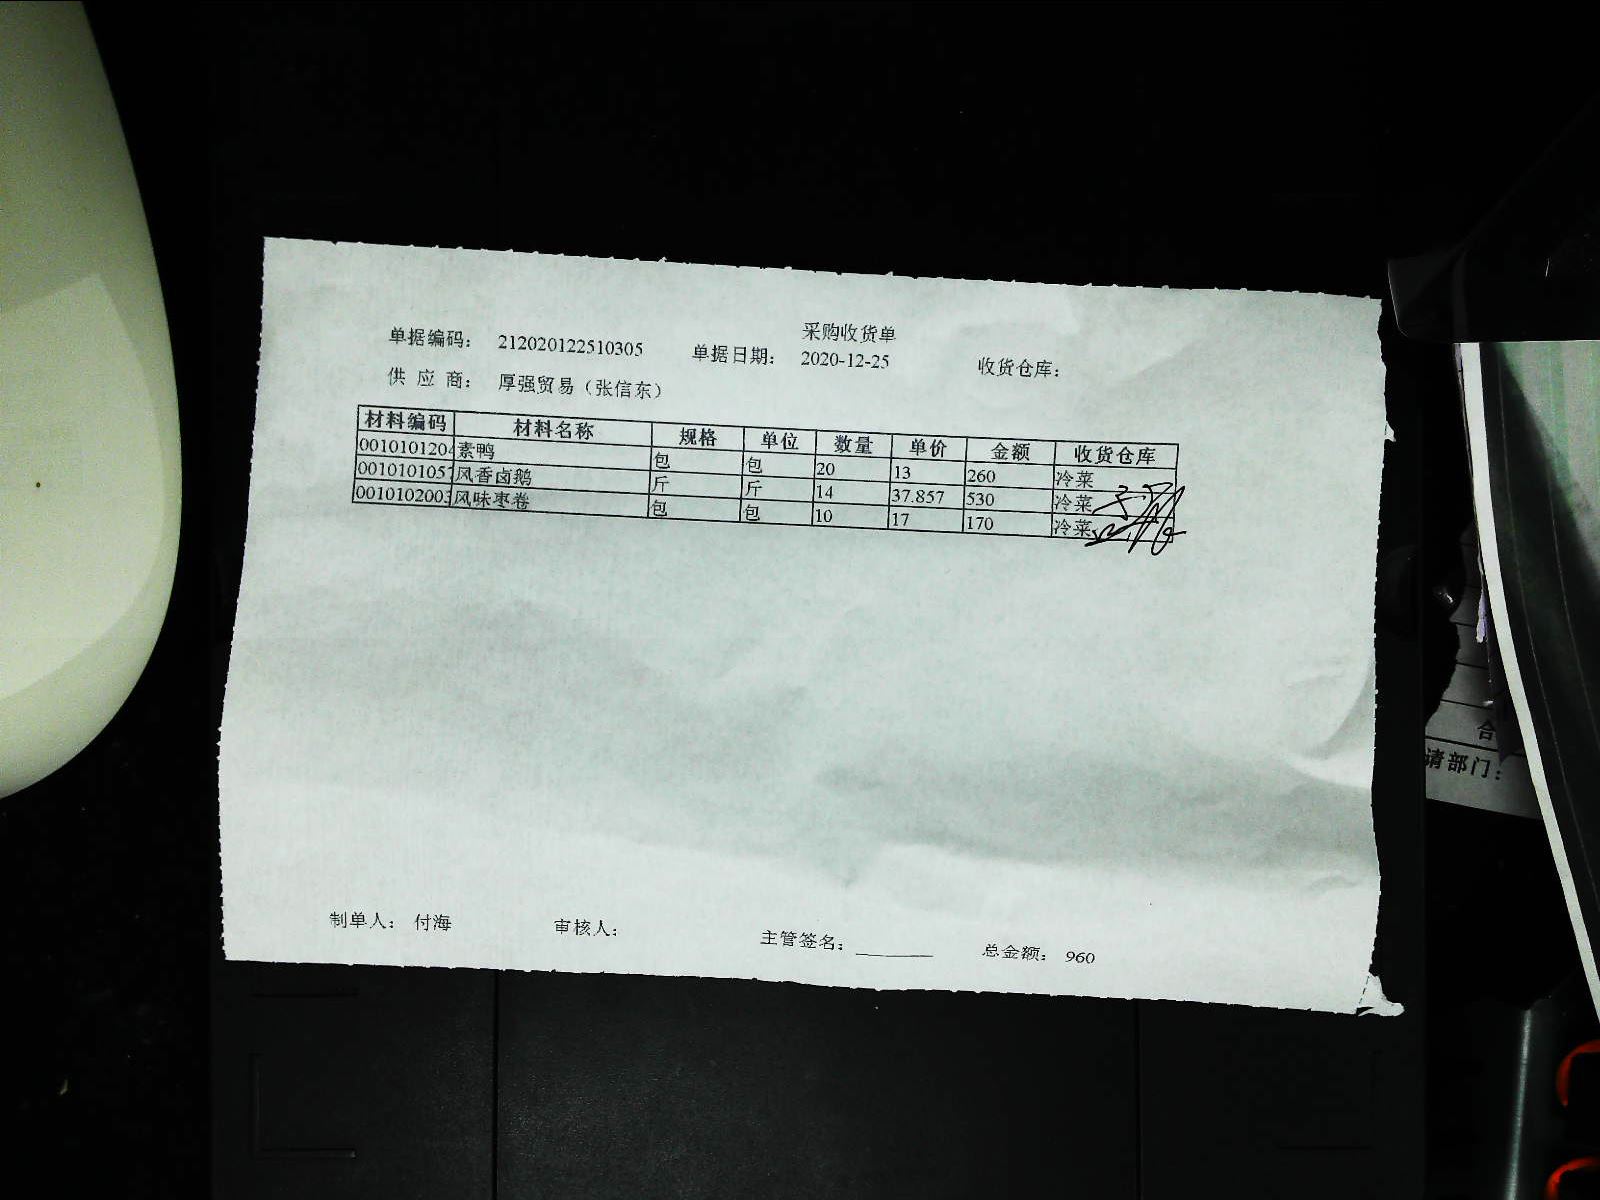 采购收货单
单据编码： 212020122510305 单据日期： 2020-12-25 收货仓库：
供 应 商： 厚强贸易（张信东）
材料编码 材料名称 规格 单位 数量 单价 金额 收货仓库
0010101204 素鸭 包 包 20 13 260 冷菜
001010105 风香卤鹅 斤 斤 14 37.857 530 冷菜
0010102003 风味枣卷 包 包 10 17 170 冷菜
制单人： 付海 审核人： 主管签名： 总金额： 960
合
请部门：